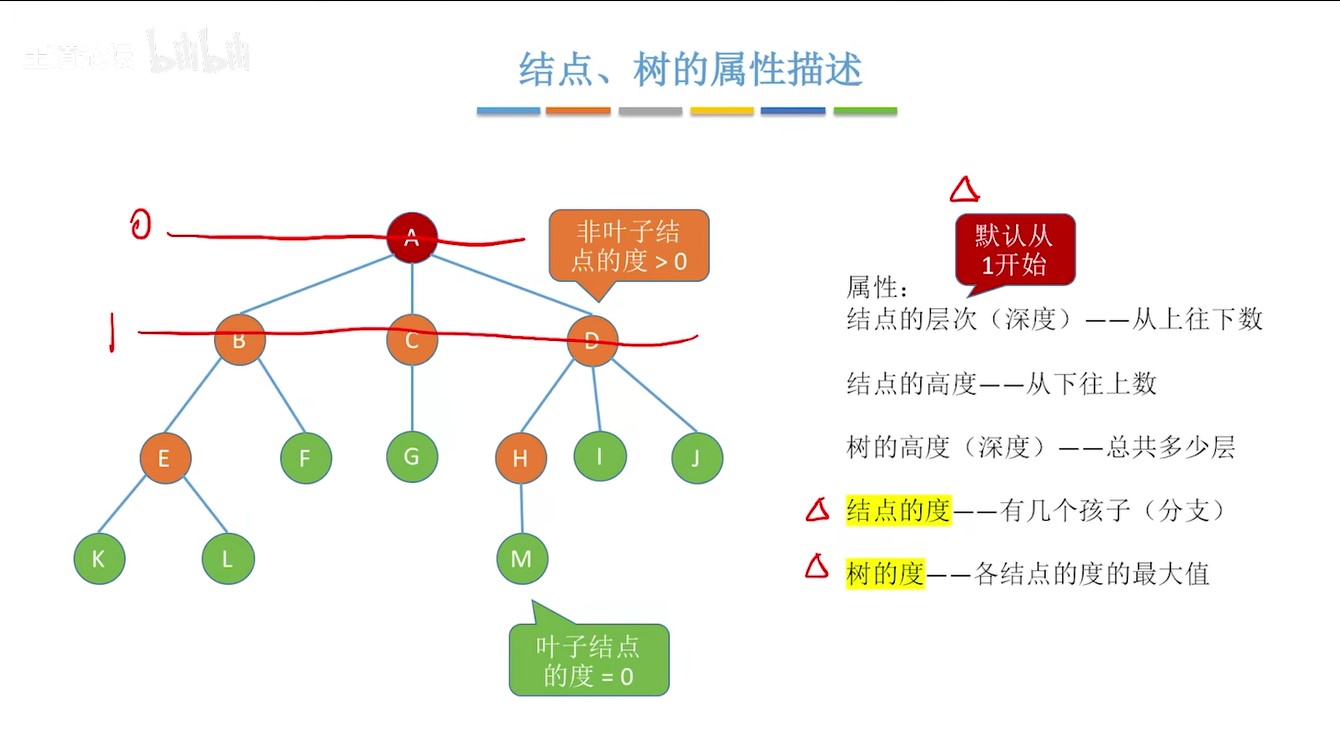 bilibili
结点、树的属性描述
0
A
非叶子结
点的度 > 0
默认从
1开始
属性：
结点的层次（深度）——从上往下数
1
B
C
D
结点的高度——从下往上数
树的高度（深度）——总共多少层
E
F
G
H
I
J
结点的度——有几个孩子（分支）
K
L
M
树的度——各结点的度的最大值
叶子结点
的度 = 0